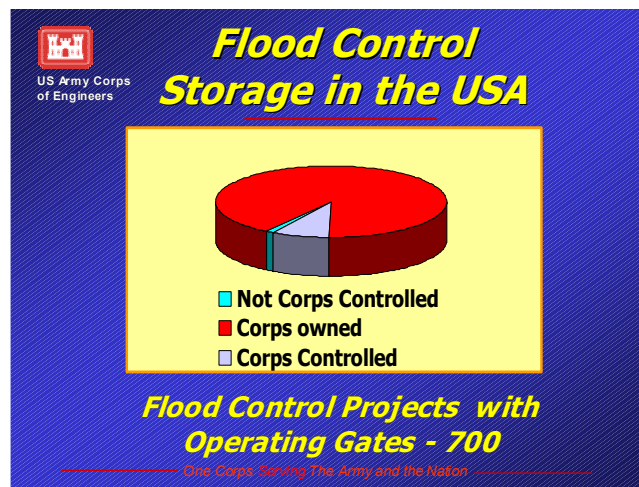 US Army Corps
of Engineers
Flood Control
Storage in the USA
Not Corps Controlled
Corps owned
Corps Controlled
Flood Control Projects with
Operating Gates - 700
One Corps Serving The Army and the Nation